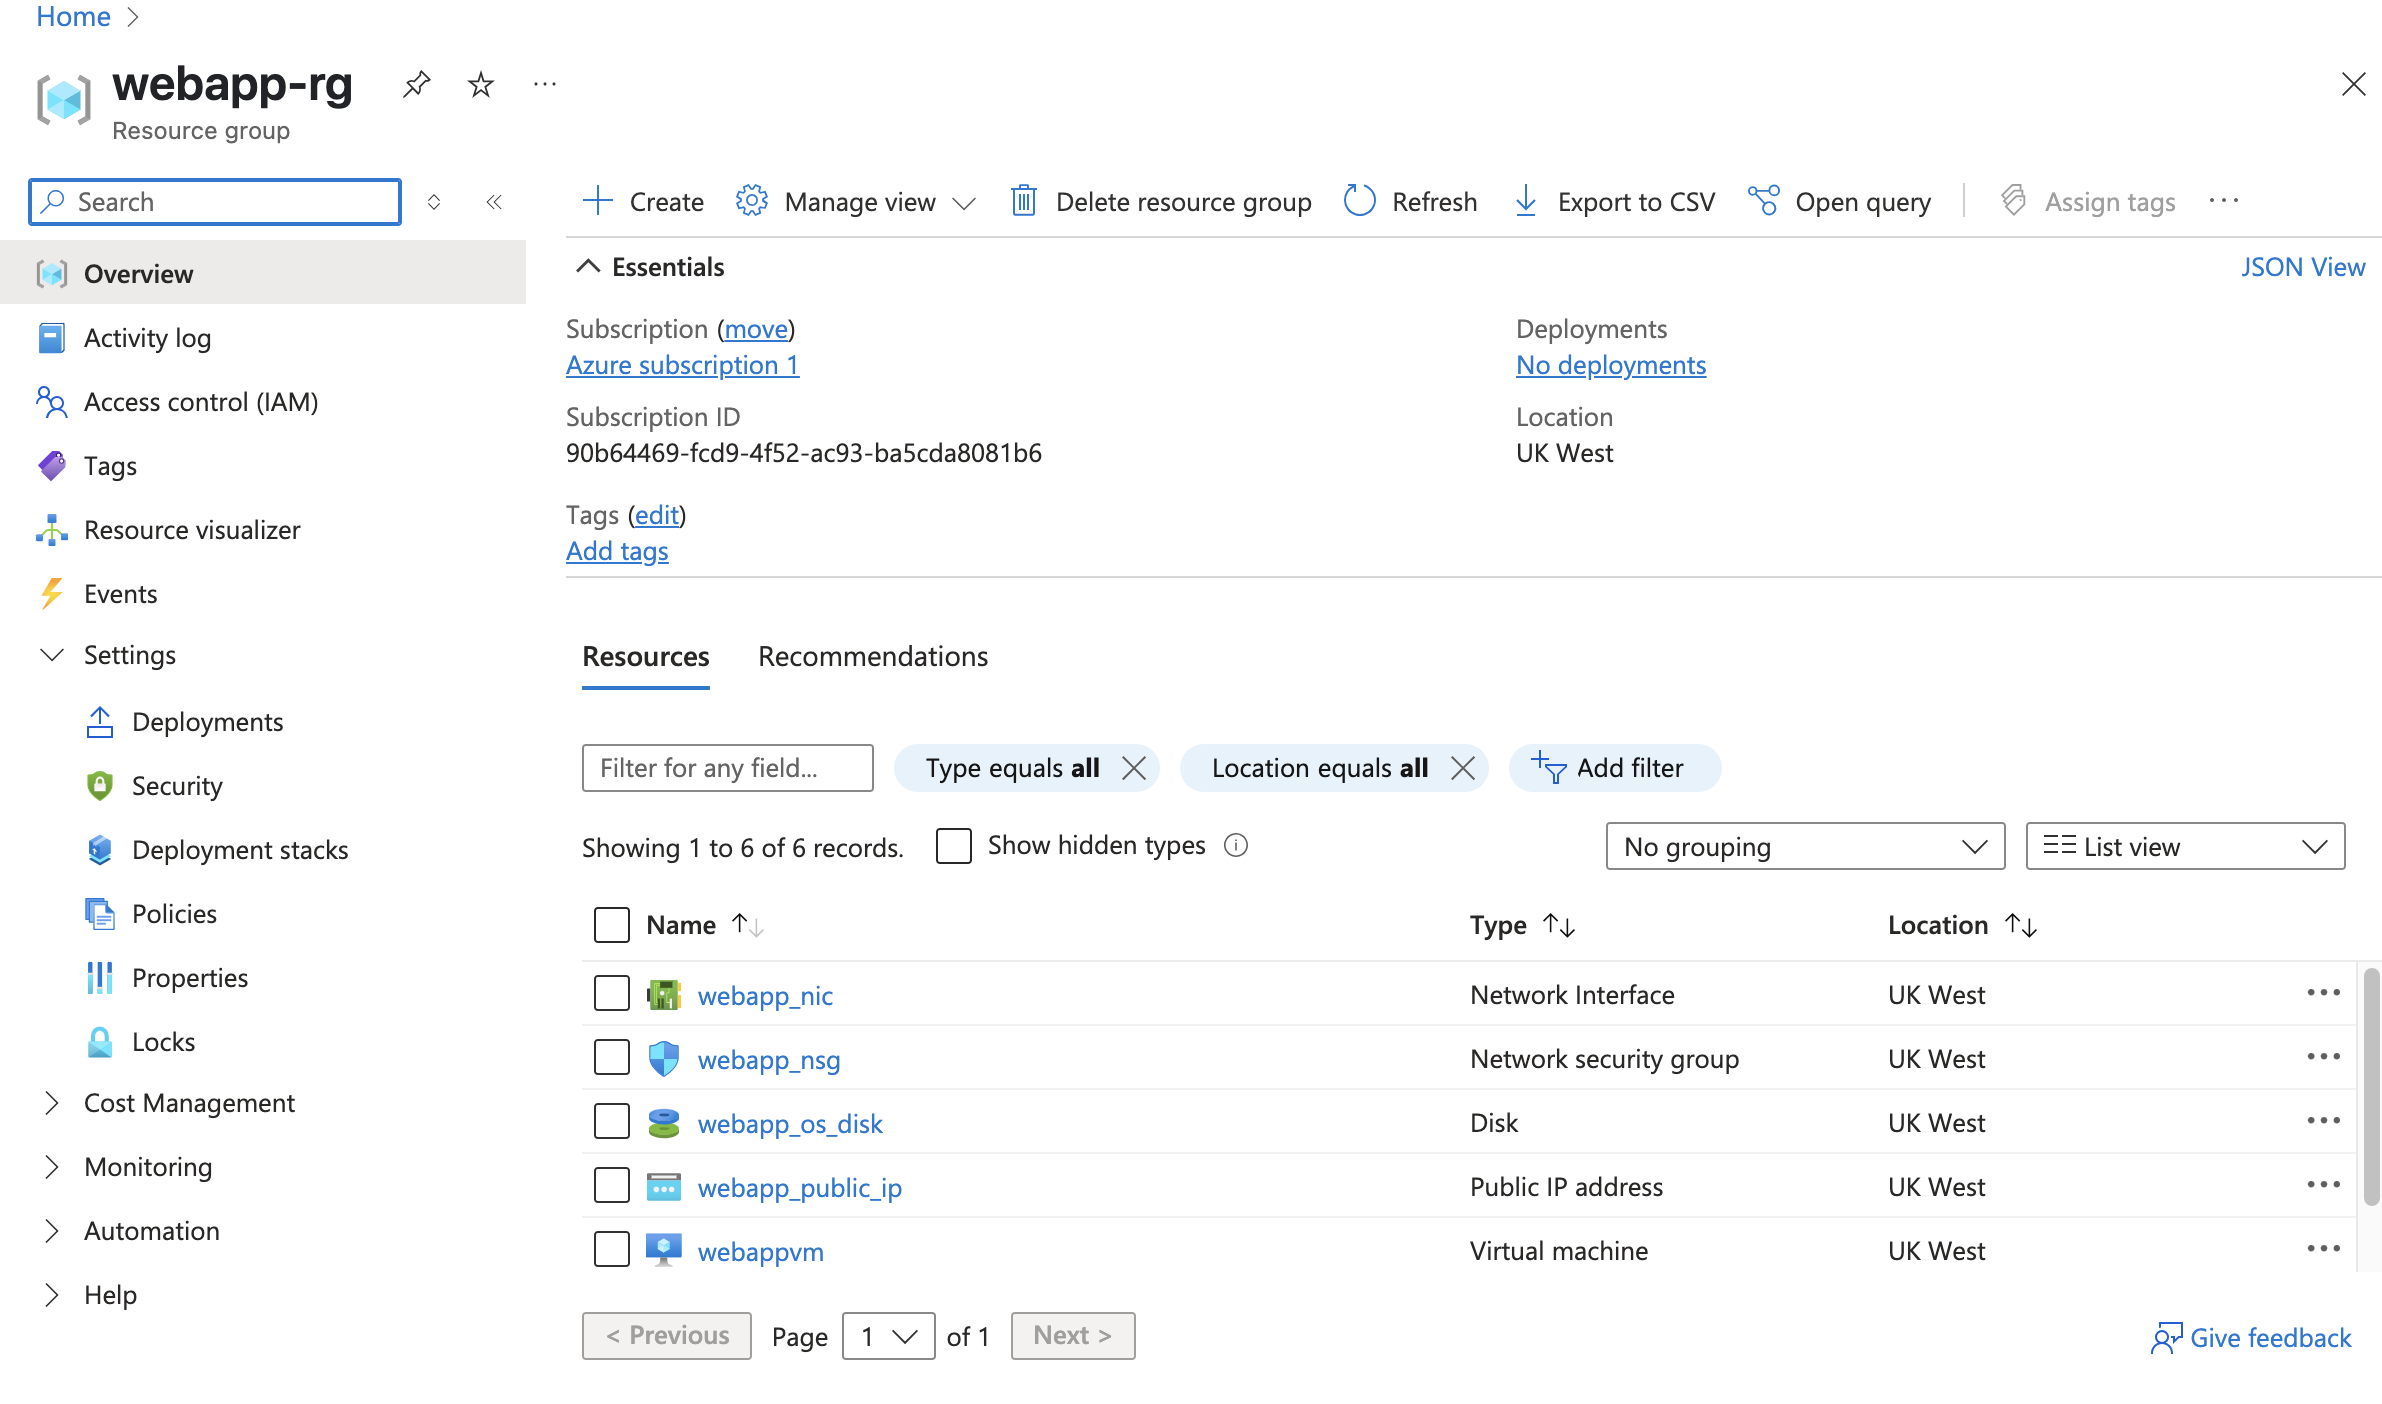 Home
webapp-rg
Resource group
Search
Overview
Activity log
Access control (IAM)
Tags
Resource visualizer
Events
Settings
Deployments
Security
Deployment stacks
Policies
Properties
Locks
Cost Management
Monitoring
Automation
Help
Create Manage view Delete resource group Refresh Export to CSV Open query Assign tags
Essentials JSON View
Subscription (move)
Azure subscription 1
Subscription ID
90b64469-fcd9-4f52-ac93-ba5cda8081b6
Tags (edit)
Add tags
Deployments
No deployments
Location
UK West
Resources Recommendations
Filter for any field... Type equals all Location equals all Add filter
Showing 1 to 6 of 6 records. Show hidden types No grouping List view
Name Type Location
webapp_nic Network Interface UK West
webapp_nsg Network security group UK West
webapp_os_disk Disk UK West
webapp_public_ip Public IP address UK West
webappvm Virtual machine UK West
< Previous Page 1 of 1 Next > Give feedback